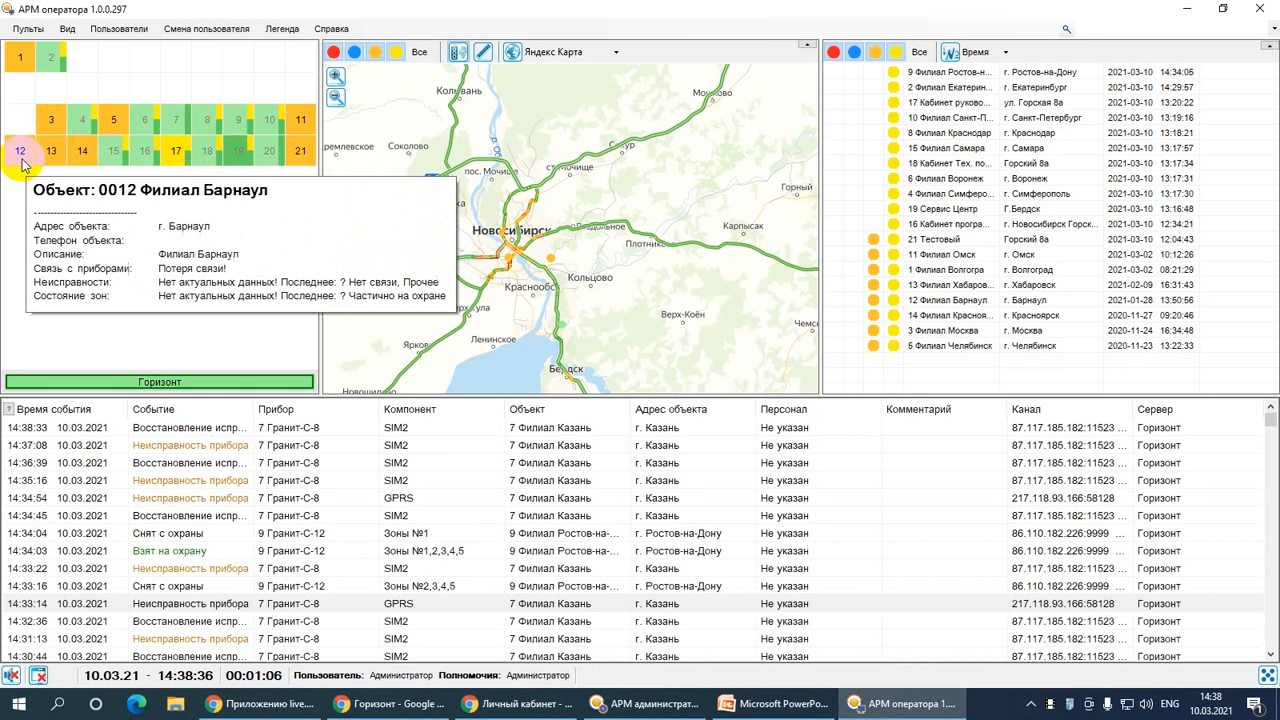 АРМ оператора 1.0.0.297
Пульты Вид Пользователи Смена пользователя Легенда Справка
Все Яндекс Карта
Все Время
1 2
3 4 5 6 7 8 9 10 11
12 13 14 15 16 17 18 19 20 21
Объект: 0012 Филиал Барнаул
--------------------------------
Адрес объекта: г. Барнаул
Телефон объекта:
Описание: Филиал Барнаул
Связь с приборами: Потеря связи!
Неисправности: Нет актуальных данных! Последнее: ? Нет связи, Прочее
Состояние зон: Нет актуальных данных! Последнее: ? Частично на охране
Горизонт
Колывань
Мошково
Соколово
пос. Мочище
Горный
Новосибирск
Раздольное
Плотнико
Карпысак
Кольцово
Краснообс
Верх-Коён
Ярково
Ленинское
Бердск
9 Филиал Ростов-н... г. Ростов-на-Дону 2021-03-10 14:34:05
2 Филиал Екатерин... г. Екатеринбург 2021-03-10 14:29:57
17 Кабинет руково... ул. Горская 8а 2021-03-10 13:20:22
10 Филиал Санкт-П... г. Санкт-Петербург 2021-03-10 13:19:16
8 Филиал Краснодар г. Краснодар 2021-03-10 13:18:21
15 Филиал Самара г. Самара 2021-03-10 13:17:57
18 Кабинет Тех. по... Горский 8а 2021-03-10 13:17:34
6 Филиал Воронеж г. Воронеж 2021-03-10 13:17:31
4 Филиал Симферо... г. Симферополь 2021-03-10 13:17:30
19 Сервис Центр Г.Бердск 2021-03-10 13:16:48
16 Кабинет програ... г. Новосибирск Горск... 2021-03-10 12:34:21
21 Тестовый Горский 8а 2021-03-10 12:04:43
11 Филиал Омск г. Омск 2021-03-02 10:12:26
1 Филиал Волгогра г. Волгоград 2021-03-02 08:21:29
13 Филиал Хабаров... г. Хабаровск 2021-02-09 16:31:43
12 Филиал Барнаул г. Барнаул 2021-01-28 13:50:56
14 Филиал Красноя... г. Красноярск 2020-11-27 09:20:46
3 Филиал Москва г. Москва 2020-11-24 16:34:48
5 Филиал Челябинск г. Челябинск 2020-11-23 13:22:33
? Время события Событие Прибор Компонент Объект Адрес объекта Персонал Комментарий Канал Сервер
14:38:33 10.03.2021 Восстановление испр... 7 Гранит-С-8 SIM2 7 Филиал Казань г. Казань Не указан 87.117.185.182:11523 ... Горизонт
14:37:08 10.03.2021 Неисправность прибора 7 Гранит-С-8 SIM2 7 Филиал Казань г. Казань Не указан 87.117.185.182:11523 ... Горизонт
14:36:39 10.03.2021 Восстановление испр... 7 Гранит-С-8 SIM2 7 Филиал Казань г. Казань Не указан 87.117.185.182:11523 ... Горизонт
14:35:16 10.03.2021 Неисправность прибора 7 Гранит-С-8 SIM2 7 Филиал Казань г. Казань Не указан 87.117.185.182:11523 ... Горизонт
14:34:54 10.03.2021 Неисправность прибора 7 Гранит-С-8 GPRS 7 Филиал Казань г. Казань Не указан 217.118.93.166:58128 Горизонт
14:34:45 10.03.2021 Восстановление испр... 7 Гранит-С-8 SIM2 7 Филиал Казань г. Казань Не указан 87.117.185.182:11523 ... Горизонт
14:34:04 10.03.2021 Снят с охраны 9 Гранит-С-12 Зоны №1 9 Филиал Ростов-на-... г. Ростов-на-Дону Не указан 86.110.182.226:9999 ... Горизонт
14:34:03 10.03.2021 Взят на охрану 9 Гранит-С-12 Зоны №1,2,3,4,5 9 Филиал Ростов-на-... г. Ростов-на-Дону Не указан 86.110.182.226:9999 ... Горизонт
14:33:22 10.03.2021 Неисправность прибора 7 Гранит-С-8 SIM2 7 Филиал Казань г. Казань Не указан 87.117.185.182:11523 ... Горизонт
14:33:16 10.03.2021 Снят с охраны 9 Гранит-С-12 Зоны №2,3,4,5 9 Филиал Ростов-на-... г. Ростов-на-Дону Не указан 86.110.182.226:9999 ... Горизонт
14:33:14 10.03.2021 Неисправность прибора 7 Гранит-С-8 GPRS 7 Филиал Казань г. Казань Не указан 217.118.93.166:58128 Горизонт
14:32:36 10.03.2021 Восстановление испр... 7 Гранит-С-8 SIM2 7 Филиал Казань г. Казань Не указан 87.117.185.182:11523 ... Горизонт
14:31:13 10.03.2021 Неисправность прибора 7 Гранит-С-8 SIM2 7 Филиал Казань г. Казань Не указан 87.117.185.182:11523 ... Горизонт
14:30:44 10.03.2021 Восстановление испр... 7 Гранит-С-8 SIM2 7 Филиал Казань г. Казань Не указан 87.117.185.182:11523 ... Горизонт
10.03.21 - 14:38:36 00:01:06 Пользователь: Администратор Полномочия: Администратор
Приложению live.... Горизонт - Google ... Личный кабинет - ... АРМ администрат... Microsoft PowerPo... АРМ оператора 1.... ENG 14:38
10.03.2021